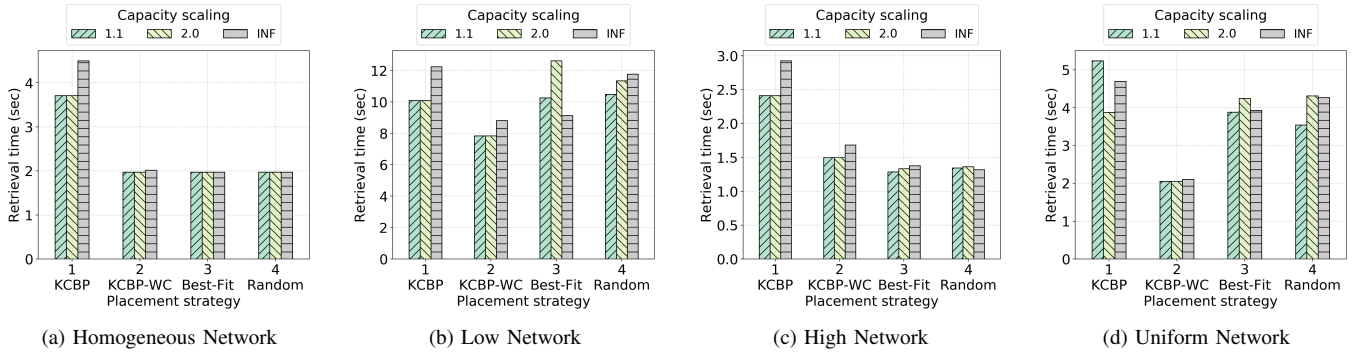 Capacity scaling
1.1 2.0 INF
Retrieval time (sec)
4
3
2
1
0
1 2 3 4
KCBP KCBP-WC Best-Fit Random
Placement strategy
(a) Homogeneous Network
Capacity scaling
1.1 2.0 INF
Retrieval time (sec)
12
10
8
6
4
2
0
1 2 3 4
KCBP KCBP-WC Best-Fit Random
Placement strategy
(b) Low Network
Capacity scaling
1.1 2.0 INF
Retrieval time (sec)
3.0
2.5
2.0
1.5
1.0
0.5
0.0
1 2 3 4
KCBP KCBP-WC Best-Fit Random
Placement strategy
(c) High Network
Capacity scaling
1.1 2.0 INF
Retrieval time (sec)
5
4
3
2
1
0
1 2 3 4
KCBP KCBP-WC Best-Fit Random
Placement strategy
(d) Uniform Network